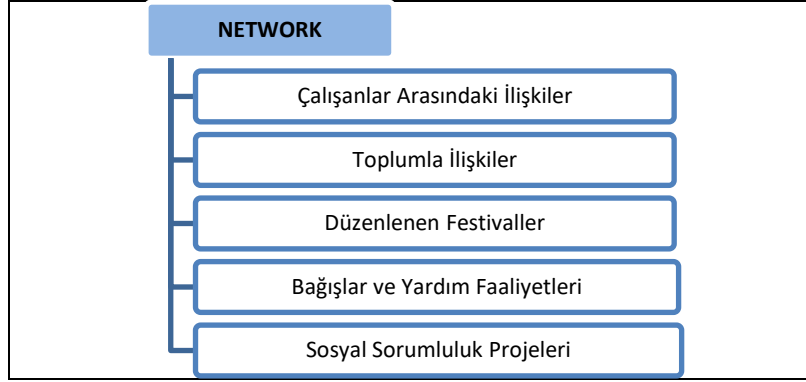 NETWORK
Çalışanlar Arasındaki İlişkiler
Toplumla İlişkiler
Düzenlenen Festivaller
Bağışlar ve Yardım Faaliyetleri
Sosyal Sorumluluk Projeleri